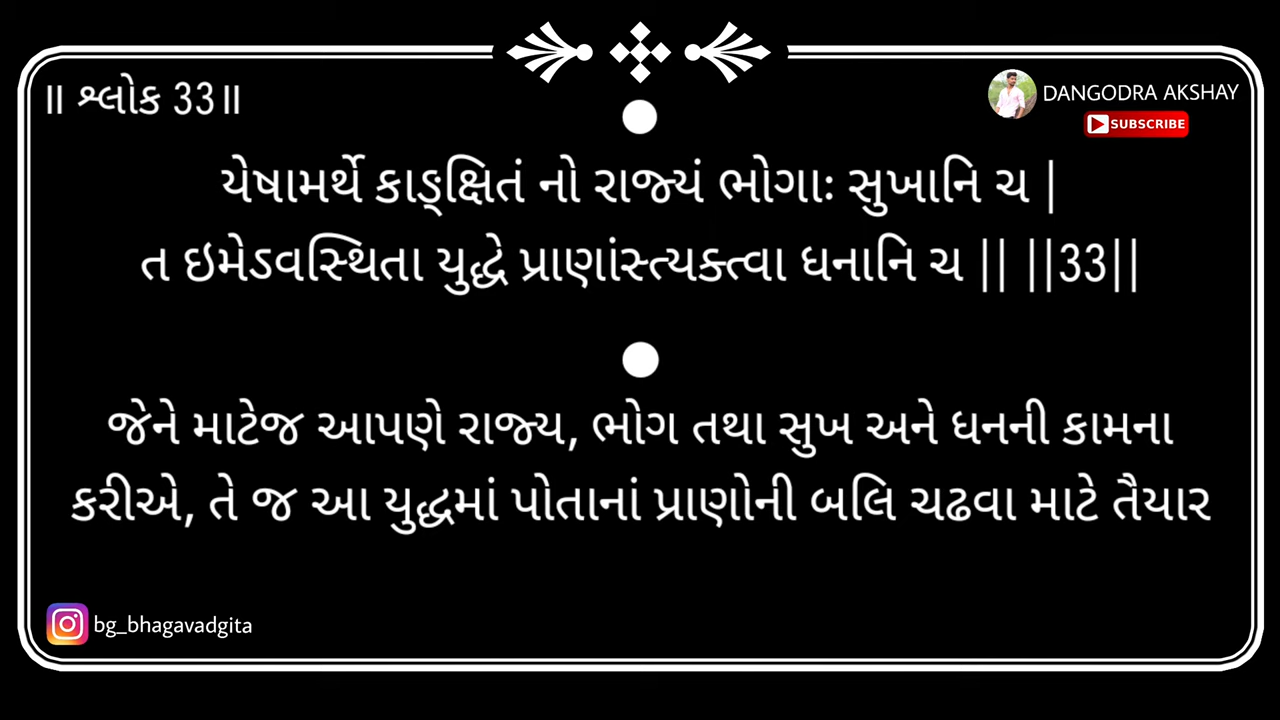 ॥ શ્લોક 33॥
DANGODRA AKSHAY
SUBSCRIBE
યેષામર્થે કાઙ્ક્ષિતં નો રાજ્યં ભોગાઃ સુખાનિ ચ |
ત ઇમેડવસ્થિતા યુદ્ધે પ્રાણાંસ્ત્યક્ત્વા ધનાનિ ચ || ||33||
જેને માટેજ આપણે રાજ્ય, ભોગ તથા સુખ અને ધનની કામના
કરીએ, તે જ આ યુદ્ધમાં પોતાનાં પ્રાણોની બલિ ચઢવા માટે તૈયાર
bg_bhagavadgita